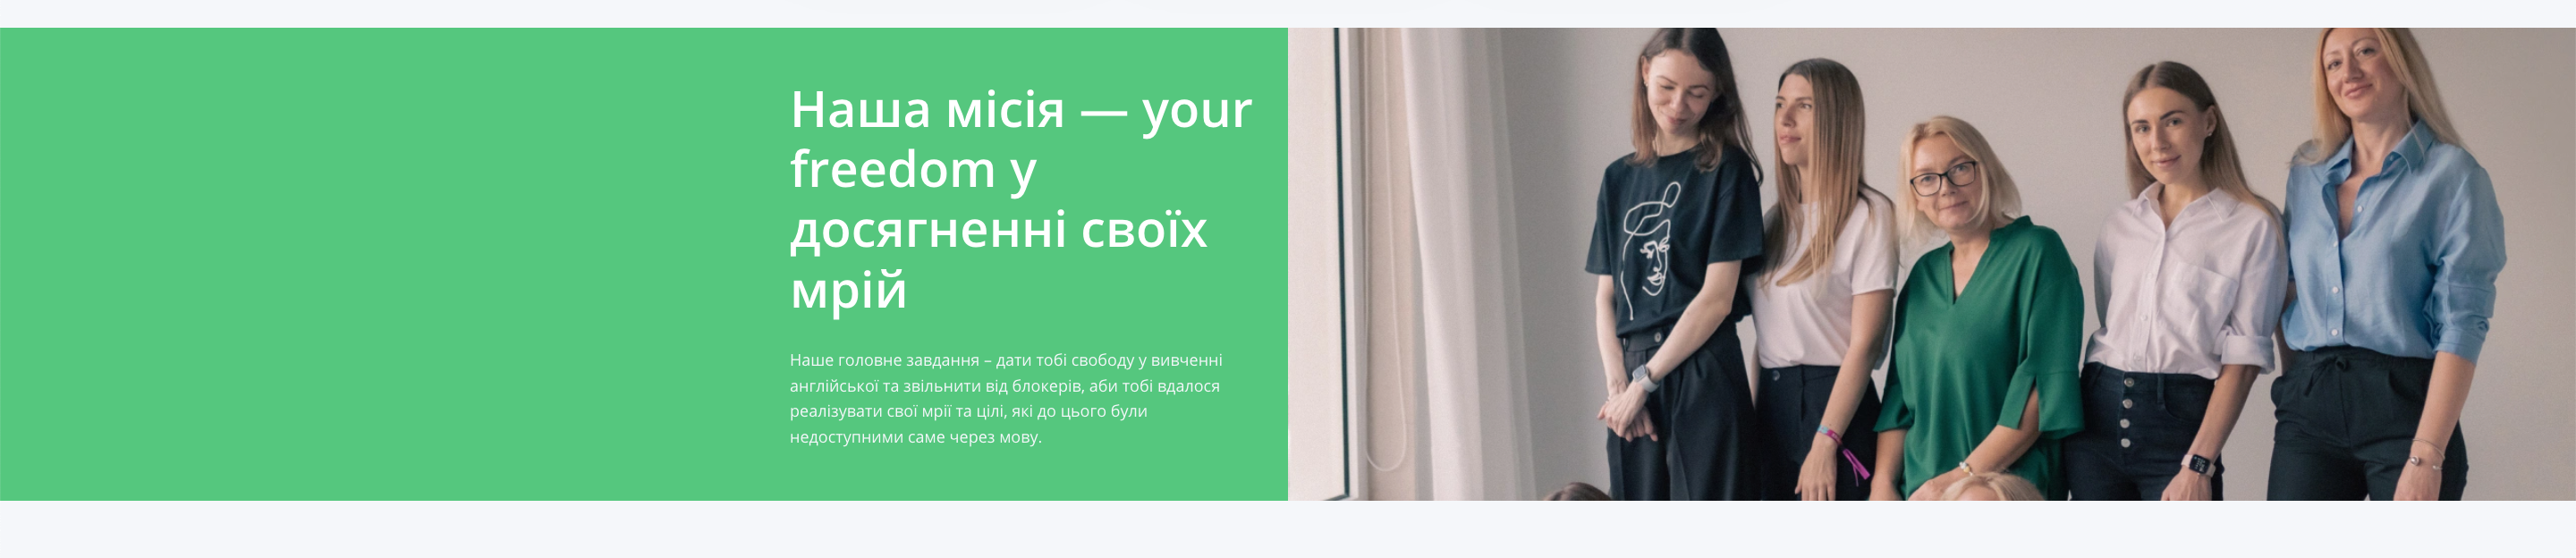 Наша місія — your
freedom у
досягненні своїх
мрій
Наше головне завдання – дати тобі свободу у вивченні
англійської та звільнити від блокерів, аби тобі вдалося
реалізувати свої мрії та цілі, які до цього були
недоступними саме через мову.